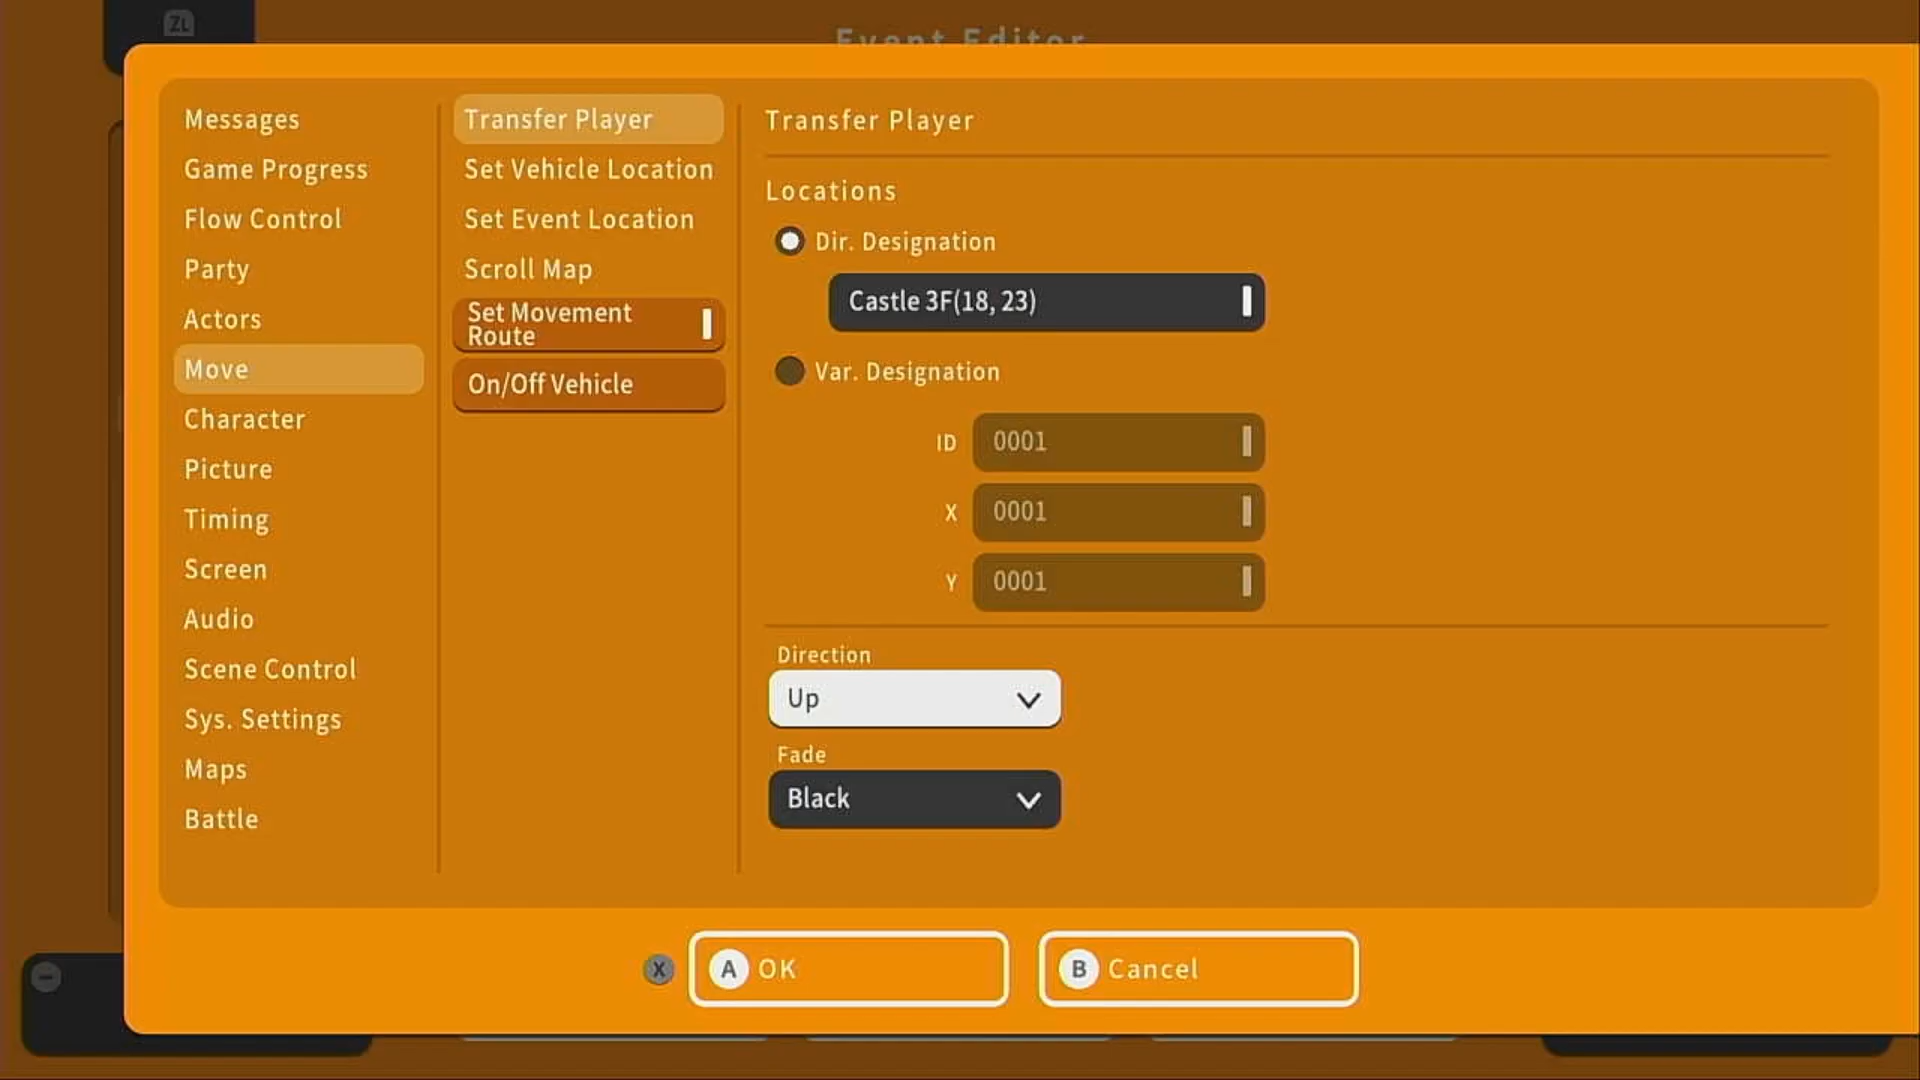 ZL
Event Editor
Messages
Game Progress
Flow Control
Party
Actors
Move
Character
Picture
Timing
Screen
Audio
Scene Control
Sys. Settings
Maps
Battle
Transfer Player
Set Vehicle Location
Set Event Location
Scroll Map
Set Movement
Route
On/Off Vehicle
Transfer Player
Locations
Dir. Designation
Castle 3F(18, 23)
Var. Designation
ID 0001
X 0001
Y 0001
Direction
Up
Fade
Black
X A OK B Cancel